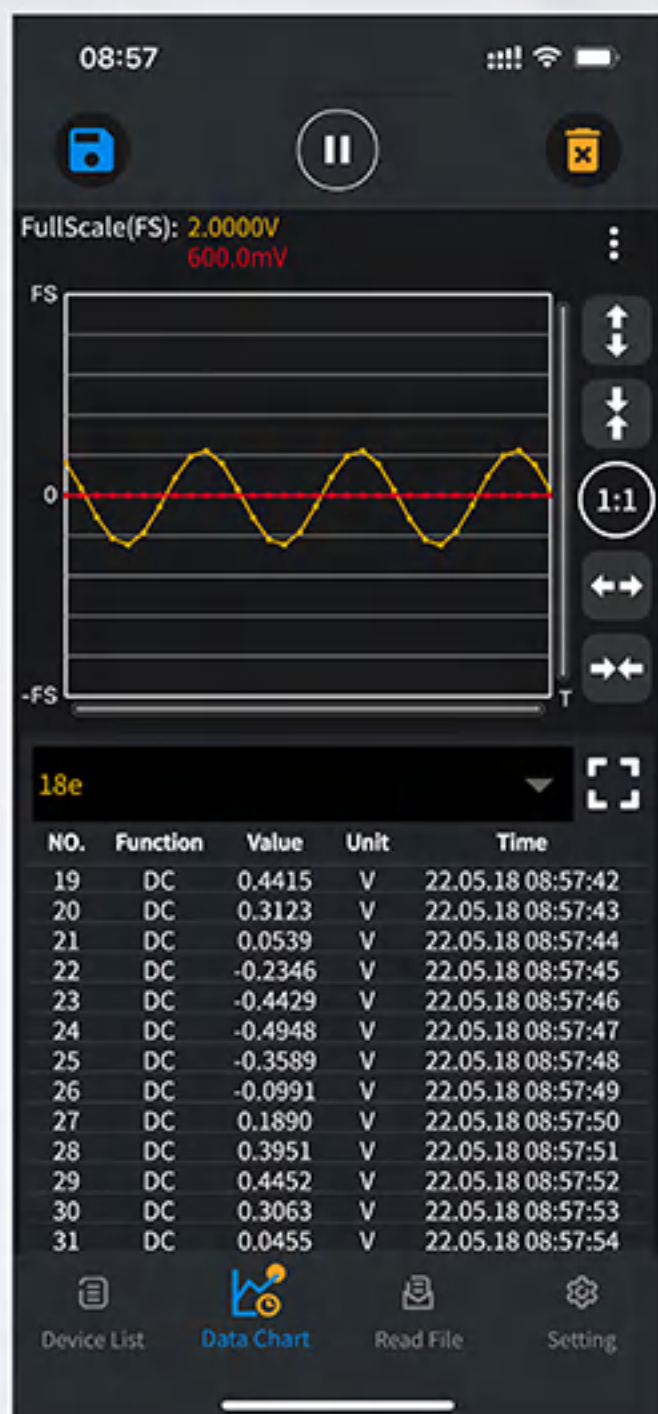 08:57
FullScale(FS): 2.0000V
600.0mV
FS
0
-FS
T
1:1
18e
NO. Function Value Unit Time
19 DC 0.4415 V 22.05.18 08:57:42
20 DC 0.3123 V 22.05.18 08:57:43
21 DC 0.0539 V 22.05.18 08:57:44
22 DC -0.2346 V 22.05.18 08:57:45
23 DC -0.4429 V 22.05.18 08:57:46
24 DC -0.4948 V 22.05.18 08:57:47
25 DC -0.3589 V 22.05.18 08:57:48
26 DC -0.0991 V 22.05.18 08:57:49
27 DC 0.1890 V 22.05.18 08:57:50
28 DC 0.3951 V 22.05.18 08:57:51
29 DC 0.4452 V 22.05.18 08:57:52
30 DC 0.3063 V 22.05.18 08:57:53
31 DC 0.0455 V 22.05.18 08:57:54
Device List Data Chart Read File Setting